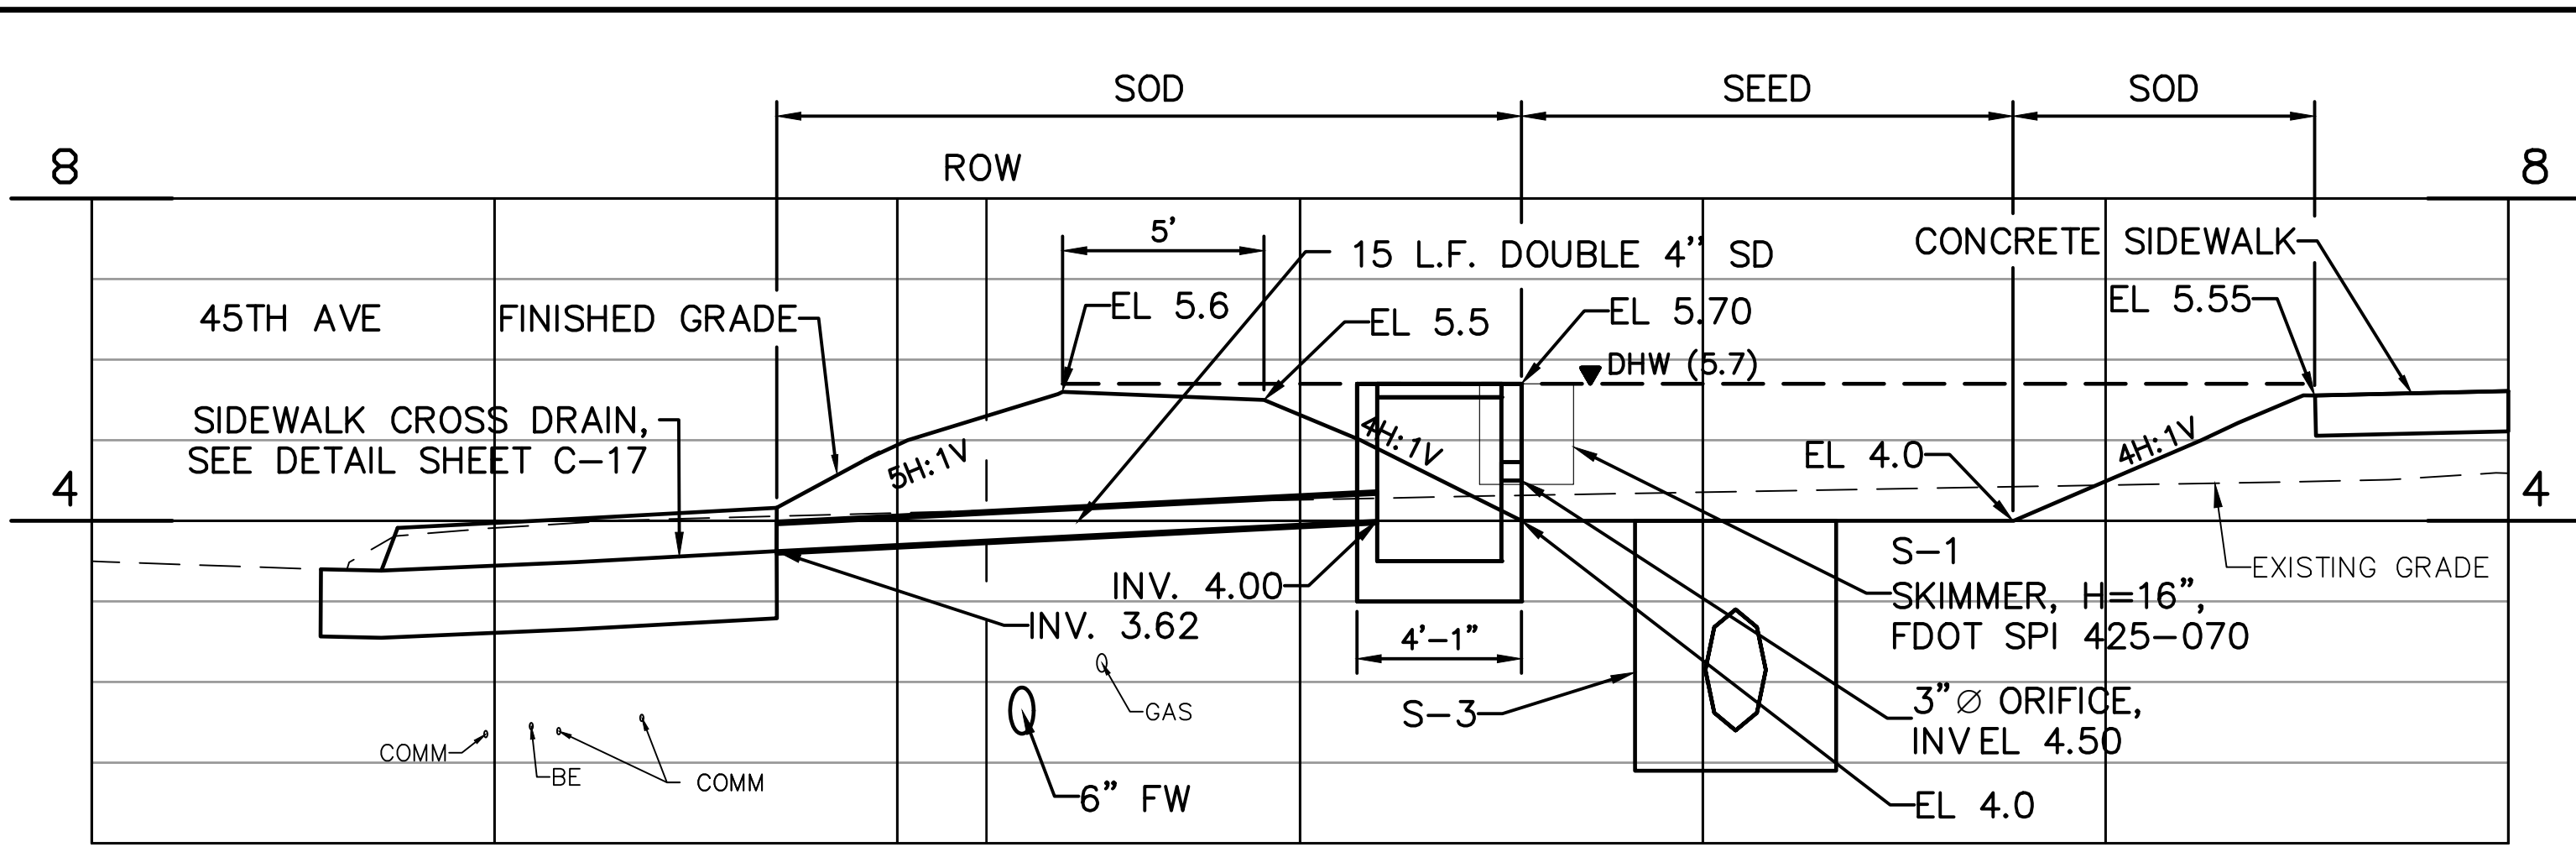 SOD
SEED
SOD
ROW
8
8
5'
15 L.F. DOUBLE 4" SD
CONCRETE SIDEWALK
45TH AVE
FINISHED GRADE
EL 5.6
EL 5.5
EL 5.70
EL 5.55
DHW (5.7)
SIDEWALK CROSS DRAIN,
SEE DETAIL SHEET C-17
5H:1V
4H:1V
EL 4.0
4H:1V
4
4
INV. 4.00
INV. 3.62
4'-1"
S-1
SKIMMER, H=16",
FDOT SPI 425-070
EXISTING GRADE
GAS
S-3
3"∅ ORIFICE,
INV EL 4.50
COMM
BE
COMM
6" FW
EL 4.0